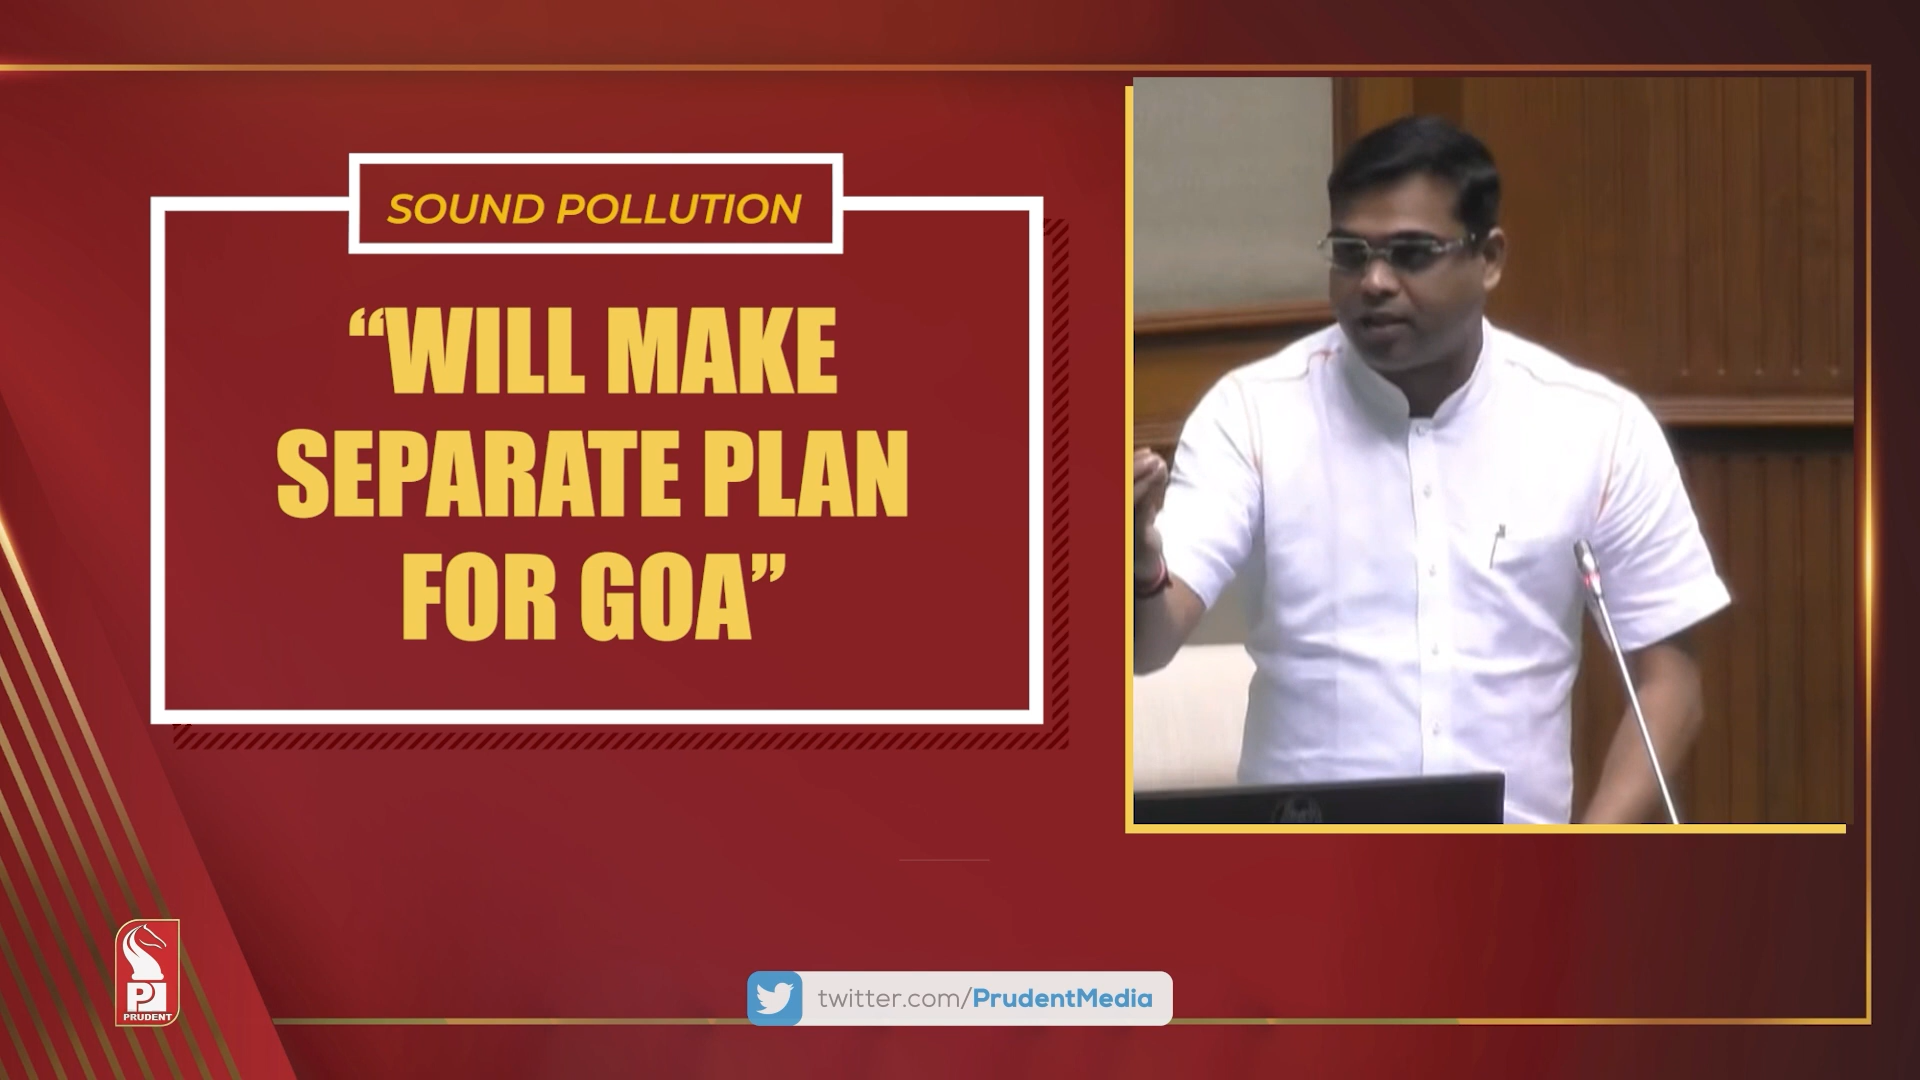 SOUND POLLUTION
“WILL MAKE
SEPARATE PLAN
FOR GOA”
P
PRUDENT
twitter.com/PrudentMedia